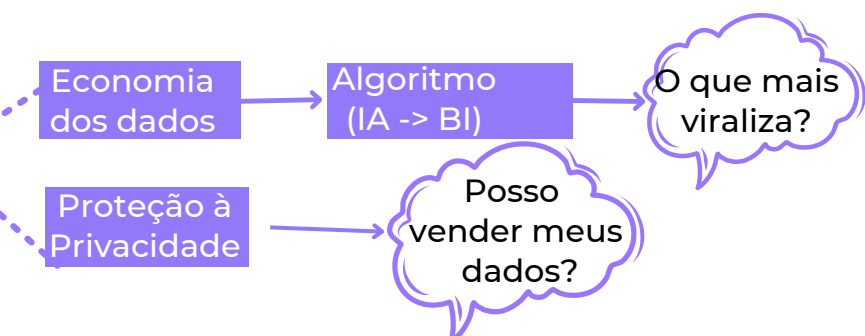 Economia
dos dados
Algoritmo
(IA -> BI)
O que mais
viraliza?
Proteção à
Privacidade
Posso
vender meus
dados?